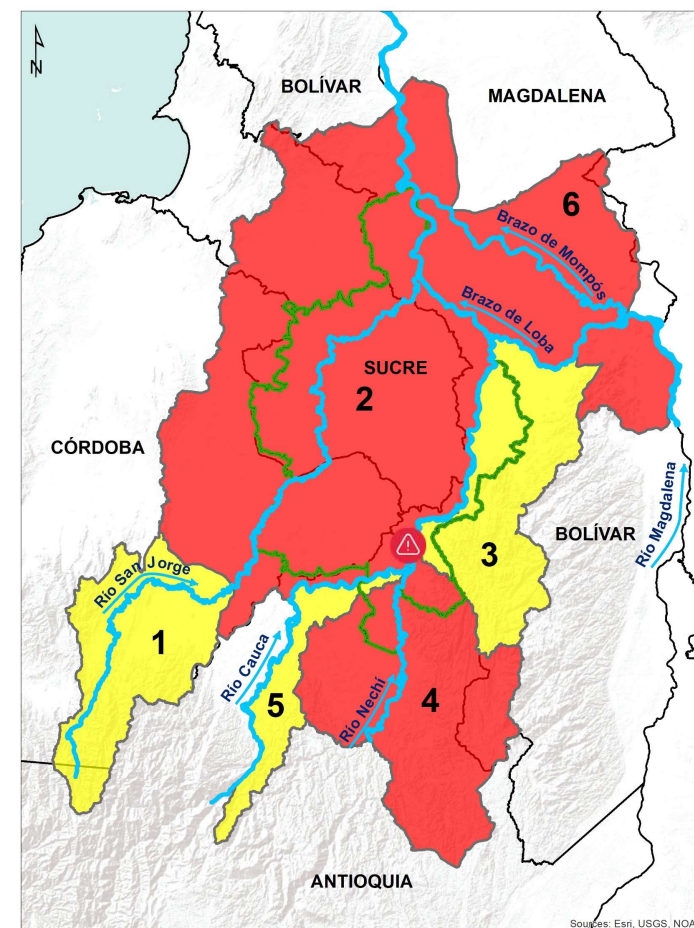 N
BOLÍVAR
MAGDALENA
6
Brazo de Mompós
Brazo de Loba
SUCRE
2
CÓRDOBA
BOLÍVAR
Río Magdalena
3
Río San Jorge
1
Río Cauca
5
Río Nechí
4
ANTIOQUIA
Sources: Esri, USGS, NOA